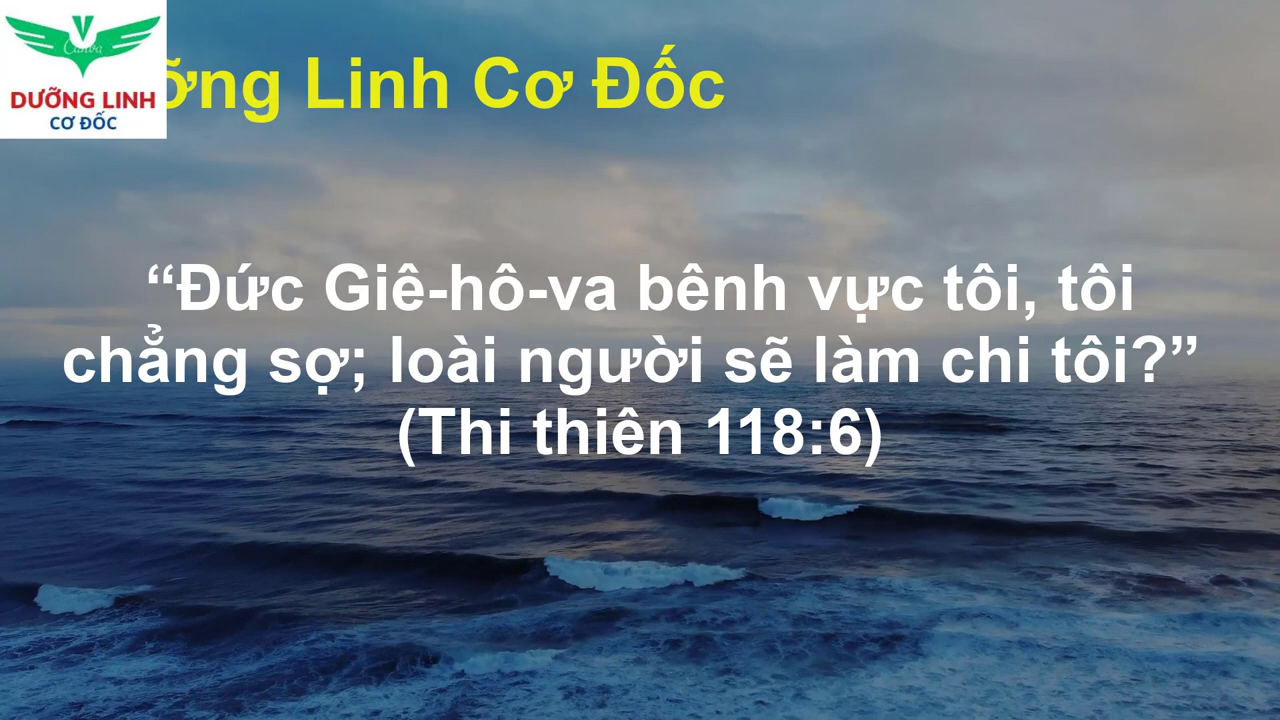 Canva
DƯỠNG LINH
CƠ ĐỐC
ỡng Linh Cơ Đốc
“Đức Giê-hô-va bênh vực tôi, tôi
chẳng sợ; loài người sẽ làm chi tôi?”
(Thi thiên 118:6)